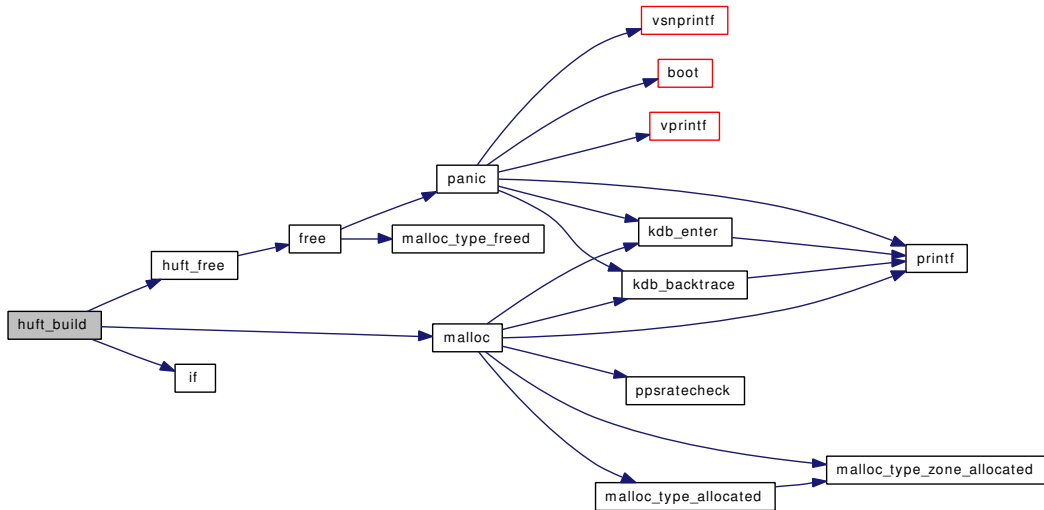 vsnprintf
boot
vprintf
panic
kdb_enter
free
malloc_type_freed
printf
huft_free
kdb_backtrace
huft_build
malloc
if
ppsratecheck
malloc_type_zone_allocated
malloc_type_allocated